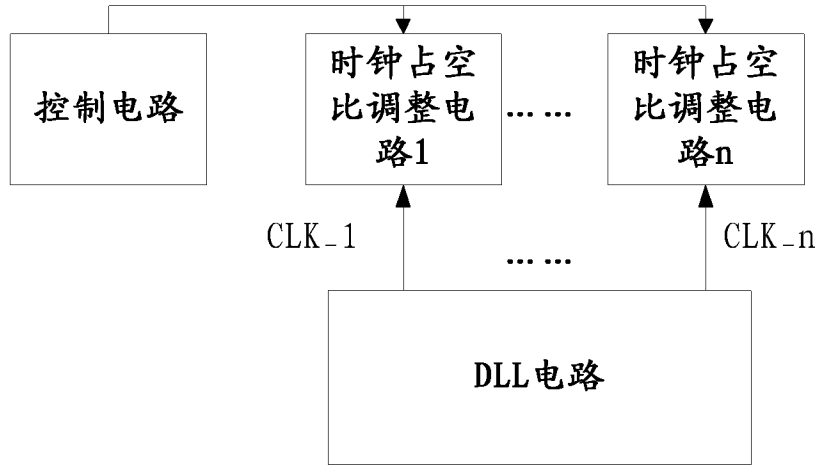 控制电路
时钟占空
比调整电
路1
……
时钟占空
比调整电
路n
CLK_1
……
CLK_n
DLL电路